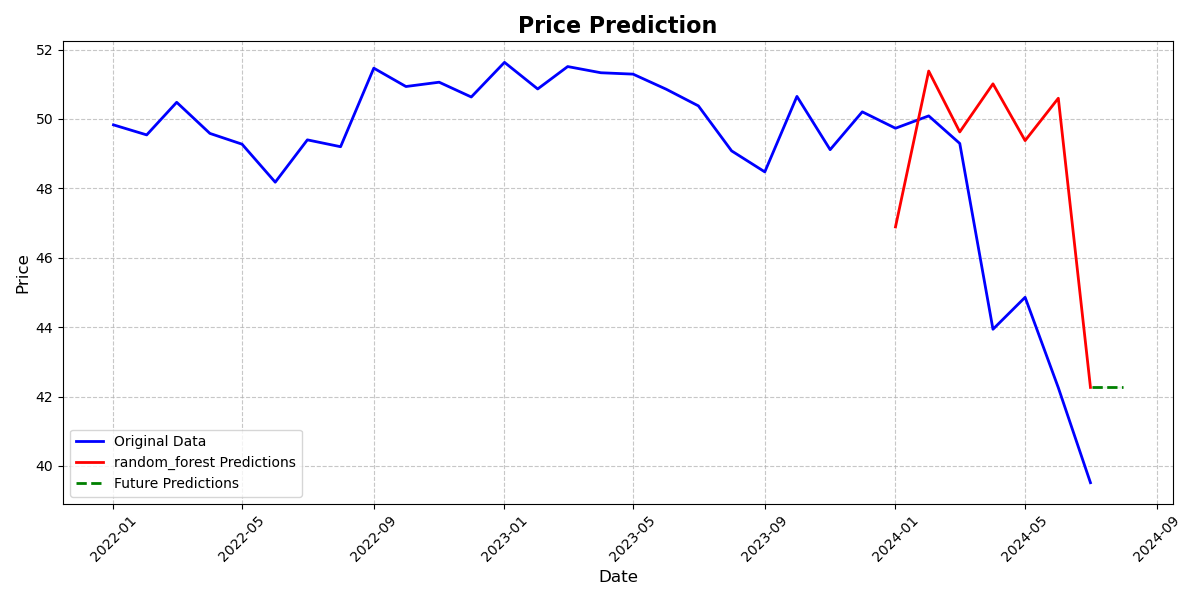 Price Prediction
52
50
48
46
44
42
40
Price
Original Data
random_forest Predictions
Future Predictions
2022-01
2022-05
2022-09
2023-01
2023-05
2023-09
2024-01
2024-05
2024-09
Date